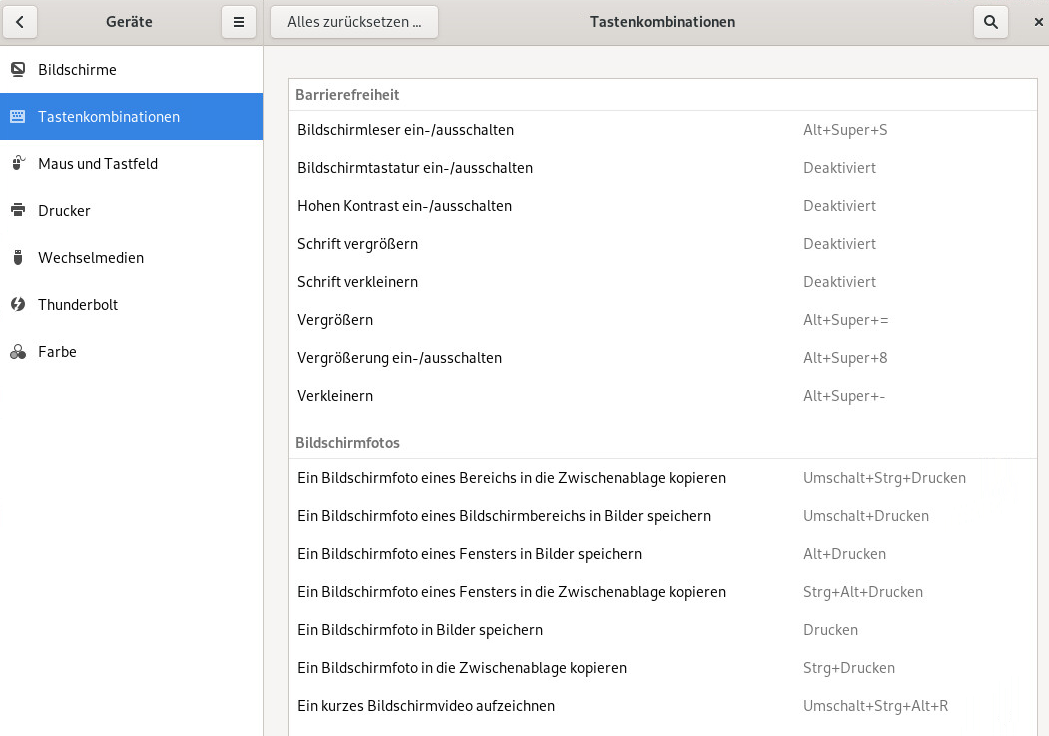 Geräte
Alles zurücksetzen ...
Tastenkombinationen
Bildschirme
Tastenkombinationen
Maus und Tastfeld
Drucker
Wechselmedien
Thunderbolt
Farbe
Barrierefreiheit
Bildschirmleser ein-/ausschalten Alt+Super+S
Bildschirmtastatur ein-/ausschalten Deaktiviert
Hohen Kontrast ein-/ausschalten Deaktiviert
Schrift vergrößern Deaktiviert
Schrift verkleinern Deaktiviert
Vergrößern Alt+Super+=
Vergrößerung ein-/ausschalten Alt+Super+8
Verkleinern Alt+Super+-
Bildschirmfotos
Ein Bildschirmfoto eines Bereichs in die Zwischenablage kopieren Umschalt+Strg+Drucken
Ein Bildschirmfoto eines Bildschirmbereichs in Bilder speichern Umschalt+Drucken
Ein Bildschirmfoto eines Fensters in Bilder speichern Alt+Drucken
Ein Bildschirmfoto eines Fensters in die Zwischenablage kopieren Strg+Alt+Drucken
Ein Bildschirmfoto in Bilder speichern Drucken
Ein Bildschirmfoto in die Zwischenablage kopieren Strg+Drucken
Ein kurzes Bildschirmvideo aufzeichnen Umschalt+Strg+Alt+R